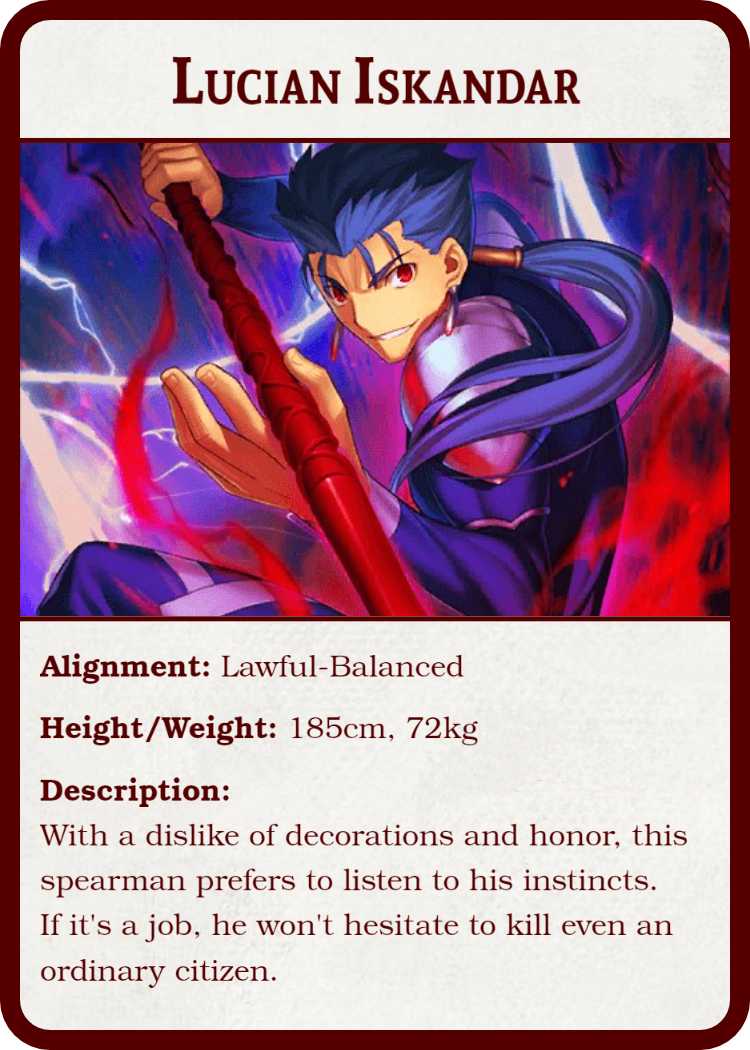 Lucian Iskandar
Alignment: Lawful-Balanced
Height/Weight: 185cm, 72kg
Description:
With a dislike of decorations and honor, this
spearman prefers to listen to his instincts.
If it's a job, he won't hesitate to kill even an
ordinary citizen.